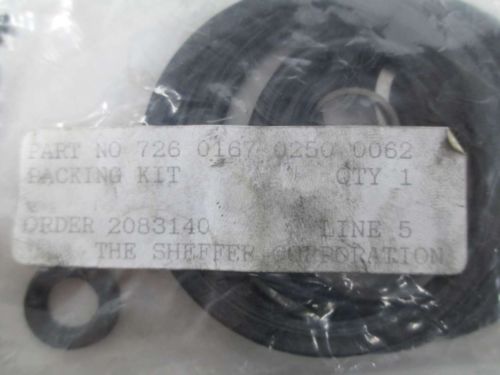 PART NO 726 0167 0250 0062
PACKING KIT QTY 1
ORDER 2083140 LINE 5
THE SHEFFER CORPORATION